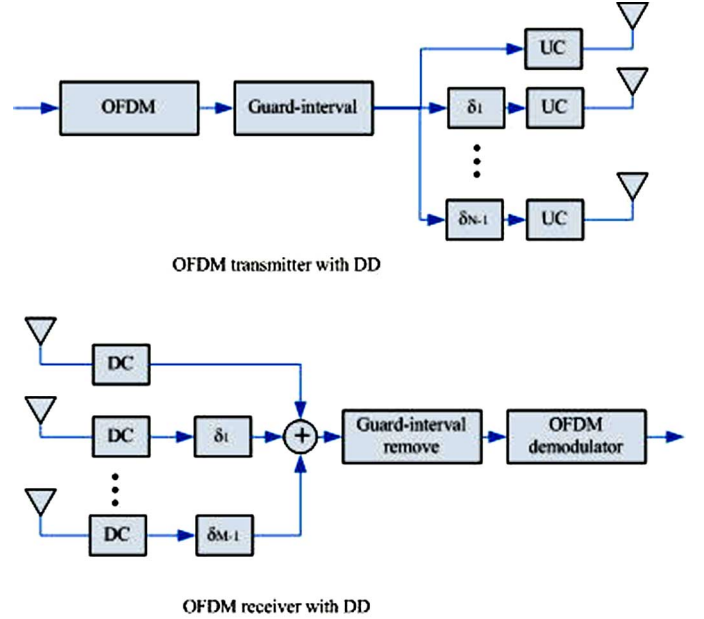 OFDM
Guard-interval
UC
δ1
UC
δN-1
UC
OFDM transmitter with DD
DC
DC
δ1
+
Guard-interval
remove
OFDM
demodulator
DC
δM-1
OFDM receiver with DD